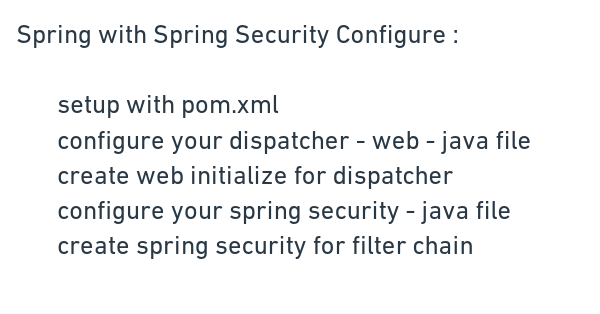 Spring with Spring Security Configure :
setup with pom.xml
configure your dispatcher - web - java file
create web initialize for dispatcher
configure your spring security - java file
create spring security for filter chain